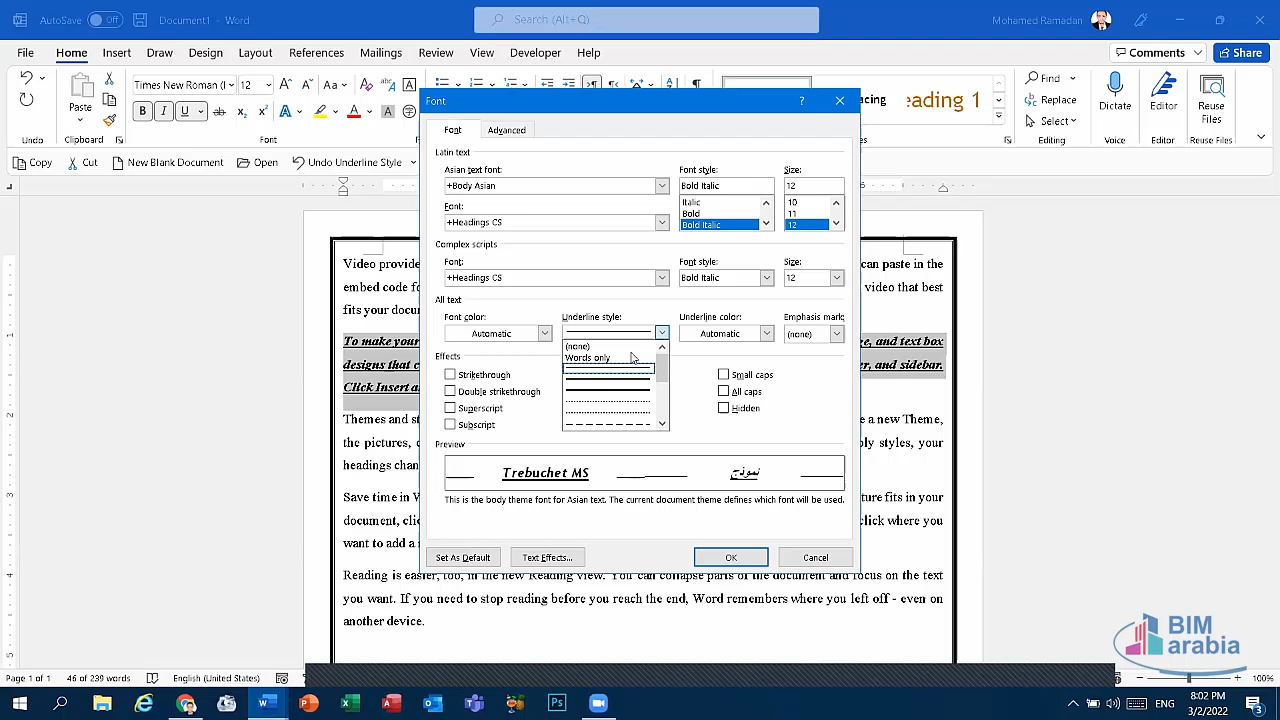 AutoSave Off Document1 - Word Search (Alt+Q) Mohamed Ramadan
File Home Insert Draw Design Layout References Mailings Review View Developer Help Comments Share
Times New Roman ( 12 Aa
Paste B I U x A
acing eading 1
Find
Replace
Select
Dictate Editor Reuse Files
Undo Clipboard Font Editing Voice Editor Reuse Files
Copy Cut New Blank Document Open Undo Underline Style
Font
Font Advanced
Latin text
Asian text font: Font style: Size:
+Body Asian Bold Italic 12
Font: Italic 10
Bold 11
+Headings CS Bold Italic 12
Complex scripts
Font: Font style: Size:
+Headings CS Bold Italic 12
All text
Font color: Underline style: Underline color: Emphasis mark:
Automatic Automatic (none)
(none)
Words only
Effects
Strikethrough Small caps
Double strikethrough All caps
Superscript Hidden
Subscript
Preview
Trebuchet MS نموذج
This is the body theme font for Asian text. The current document theme defines which font will be used.
Set As Default Text Effects... OK Cancel
Video provide can paste in the
embed code fo video that best
fits your docum
To make your ge, and text box
designs that c er, and sidebar.
Click Insert a
Themes and st e a new Theme,
the pictures, c ly styles, your
headings chan
Save time in W ture fits in your
document, clic click where you
want to add a
Reading is easier, too, in the new Reading view. You can collapse parts of the document and focus on the text
you want. If you need to stop reading before you reach the end, Word remembers where you left off - even on
another device.
BIM
arabia
Page 1 of 1 46 of 239 words English (United States) 100%
8:02 PM
3/2/2022
3